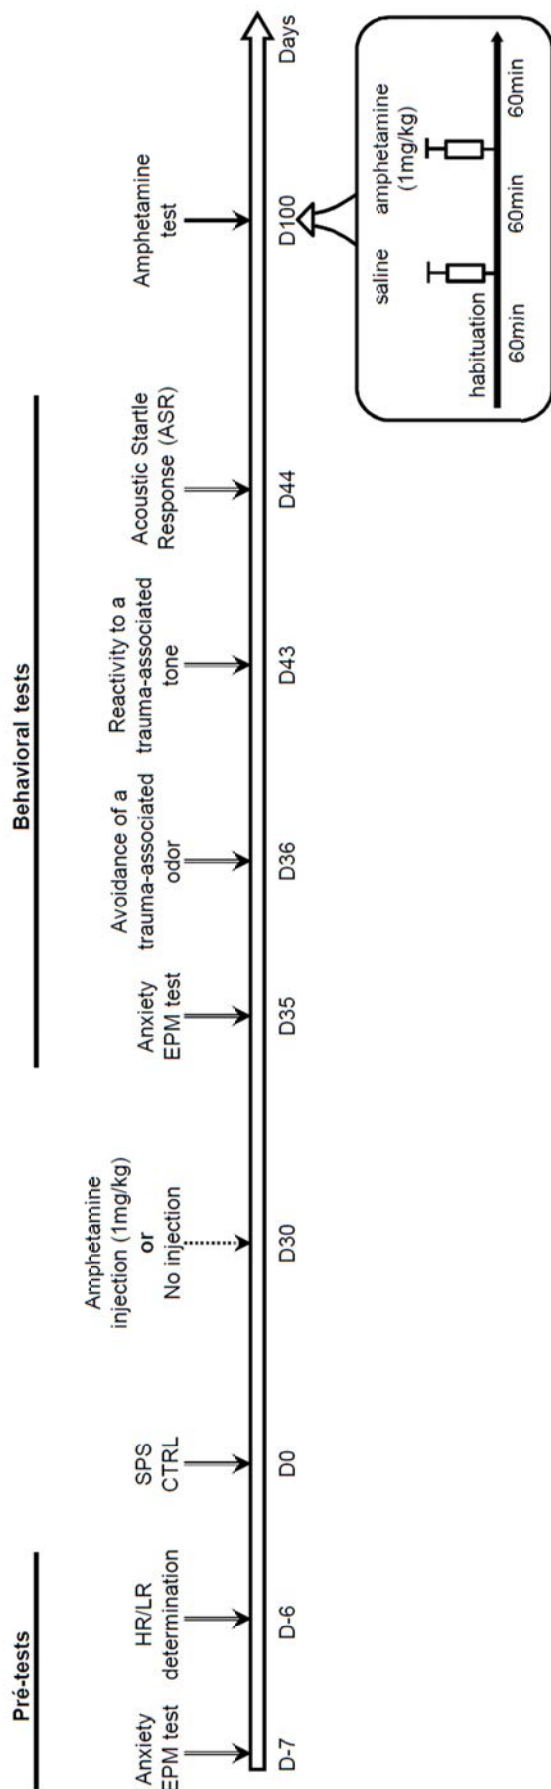 Pré-tests
Behavioral tests
Anxiety
EPM test
HR/LR
determination
SPS
CTRL
Amphetamine
injection (1mg/kg)
or
No injection
Anxiety
EPM test
Avoidance of a
trauma-associated
odor
Reactivity to a
trauma-associated
tone
Acoustic Startle
Response (ASR)
Amphetamine
test
D-7
D-6
D0
D30
D35
D36
D43
D44
D100
Days
saline
amphetamine
(1mg/kg)
habituation
60min
60min
60min